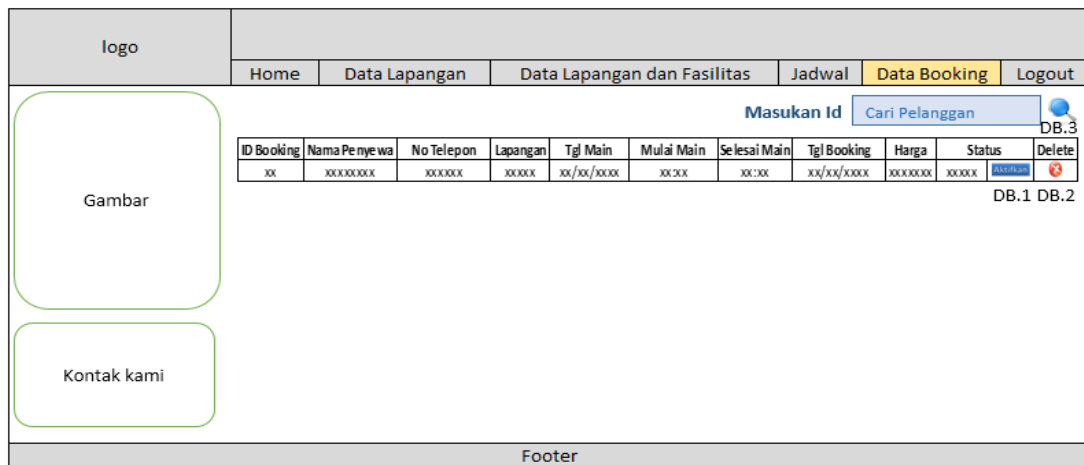 logo
Home Data Lapangan Data Lapangan dan Fasilitas Jadwal Data Booking Logout
Masukan Id Cari Pelanggan
DB.3
ID Booking Nama Penyewa No Telepon Lapangan Tgl Main Mulai Main Selesai Main Tgl Booking Harga Status Delete
xx xxxxxxxx xxxxxx xxxxx xx/xx/xxxx xx:xx xx:xx xx/xx/xxxx xxxxxxx xxxxx Aktifkan
DB.1 DB.2
Gambar
Kontak kami
Footer